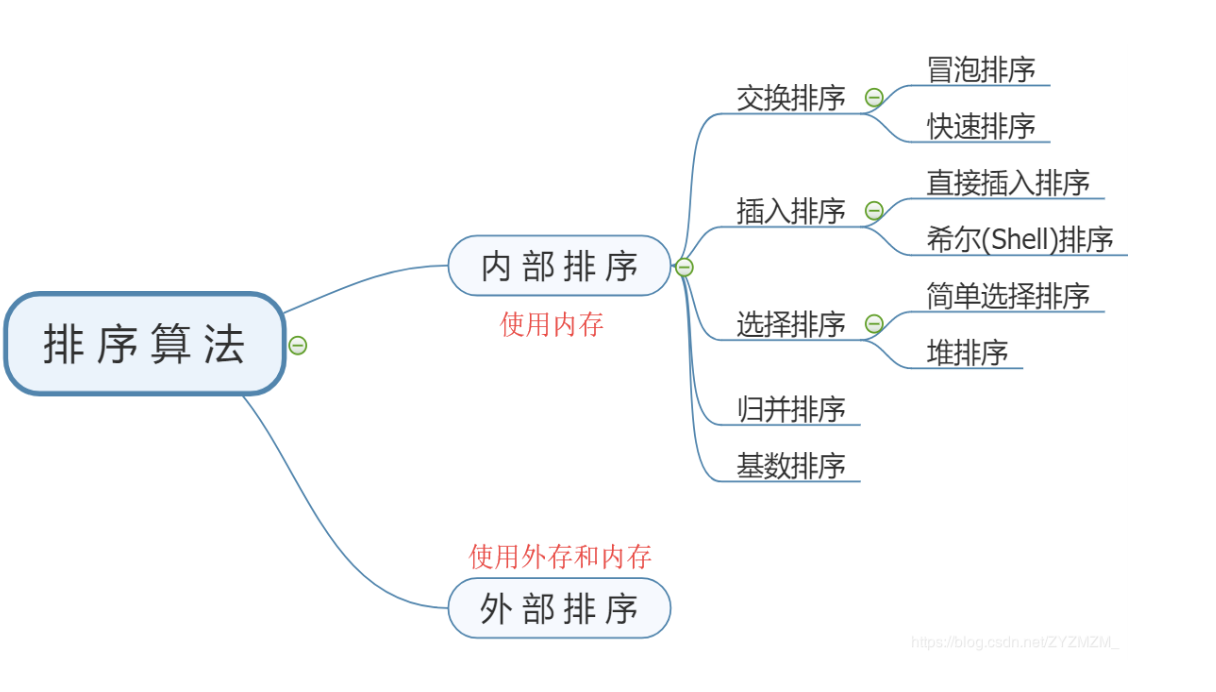 排序算法
内部排序
使用内存
交换排序
冒泡排序
快速排序
插入排序
直接插入排序
希尔(Shell)排序
选择排序
简单选择排序
堆排序
归并排序
基数排序
使用外存和内存
外部排序
https://blog.csdn.net/ZYZMZM_